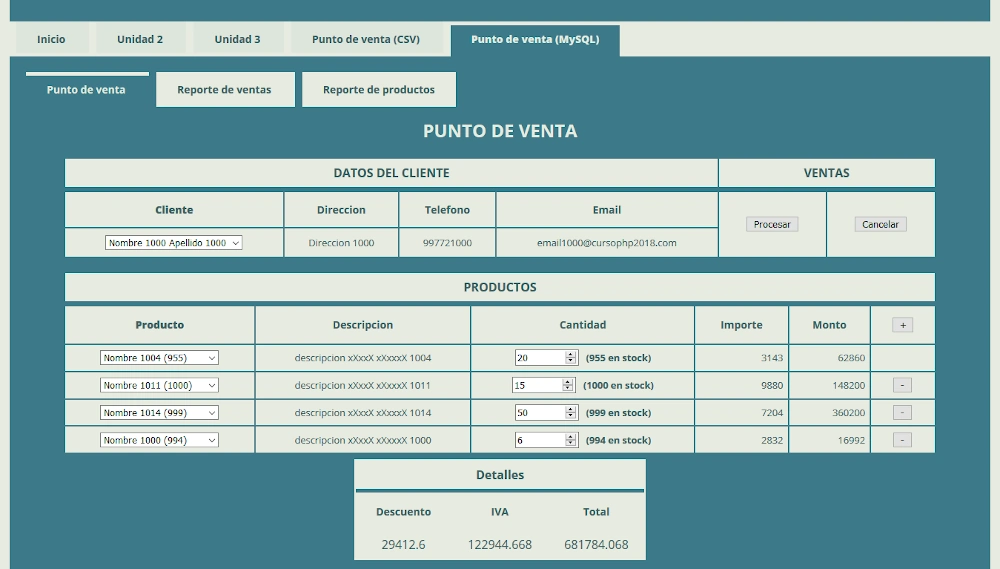 Inicio Unidad 2 Unidad 3 Punto de venta (CSV) Punto de venta (MySQL)
Punto de venta Reporte de ventas Reporte de productos
PUNTO DE VENTA
DATOS DEL CLIENTE VENTAS
Cliente Direccion Telefono Email Procesar Cancelar
Nombre 1000 Apellido 1000 Direccion 1000 997721000 email1000@cursophp2018.com
PRODUCTOS
Producto Descripcion Cantidad Importe Monto +
Nombre 1004 (955) descripcion xXxxX xXxxxX 1004 20 (955 en stock) 3143 62860
Nombre 1011 (1000) descripcion xXxxX xXxxxX 1011 15 (1000 en stock) 9880 148200 -
Nombre 1014 (999) descripcion xXxxX xXxxxX 1014 50 (999 en stock) 7204 360200 -
Nombre 1000 (994) descripcion xXxxX xXxxxX 1000 6 (994 en stock) 2832 16992 -
Detalles
Descuento IVA Total
29412.6 122944.668 681784.068